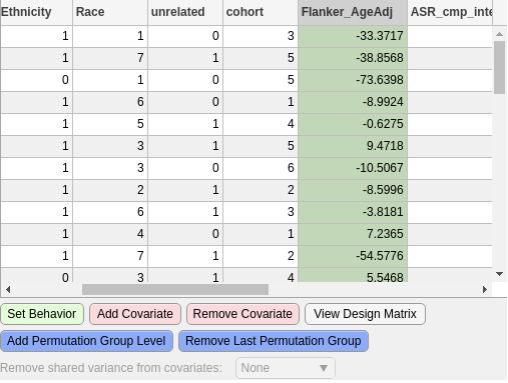 Ethnicity Race unrelated cohort Flanker_AgeAdj ASR_cmp_inte
1 1 0 3 -33.3717
1 7 1 5 -38.8568
0 1 0 5 -73.6398
1 6 0 1 -8.9924
1 5 1 4 -0.6275
1 3 1 5 9.4718
1 3 0 6 -10.5067
1 2 1 2 -8.5996
1 6 1 3 -3.8181
1 4 0 1 7.2365
1 7 1 2 -54.5776
0 3 1 4 5.5468
Set Behavior Add Covariate Remove Covariate View Design Matrix
Add Permutation Group Level Remove Last Permutation Group
Remove shared variance from covariates: None